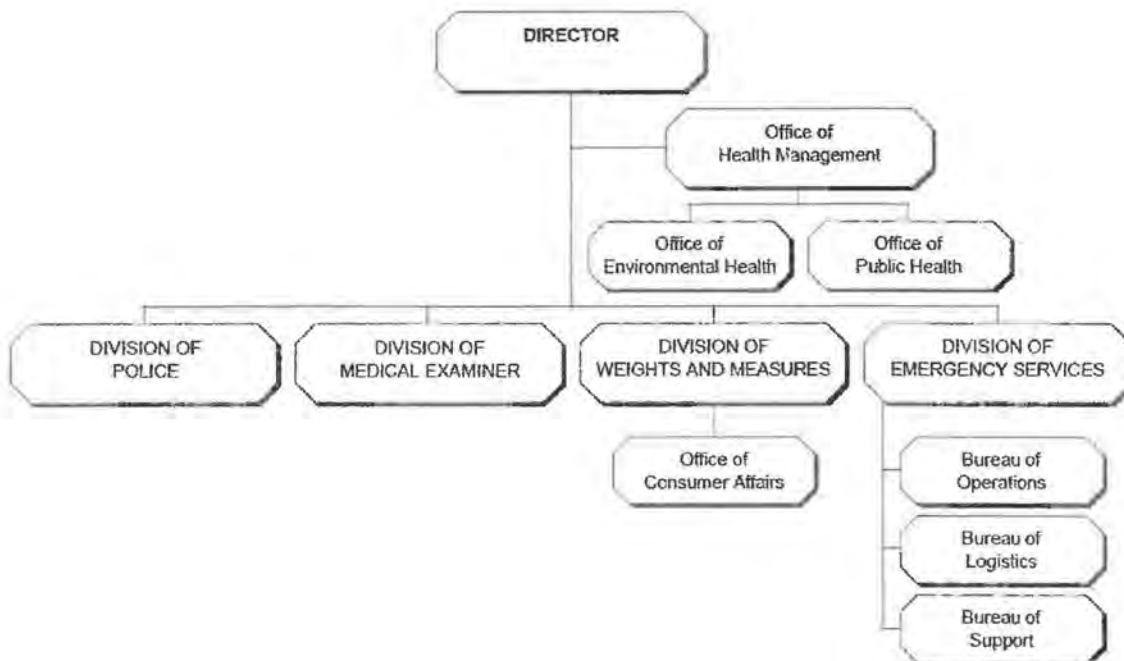 DIRECTOR
Office of
Health Management
Office of
Environmental Health
Office of
Public Health
DIVISION OF
POLICE
DIVISION OF
MEDICAL EXAMINER
DIVISION OF
WEIGHTS AND MEASURES
DIVISION OF
EMERGENCY SERVICES
Office of
Consumer Affairs
Bureau of
Operations
Bureau of
Logistics
Bureau of
Support